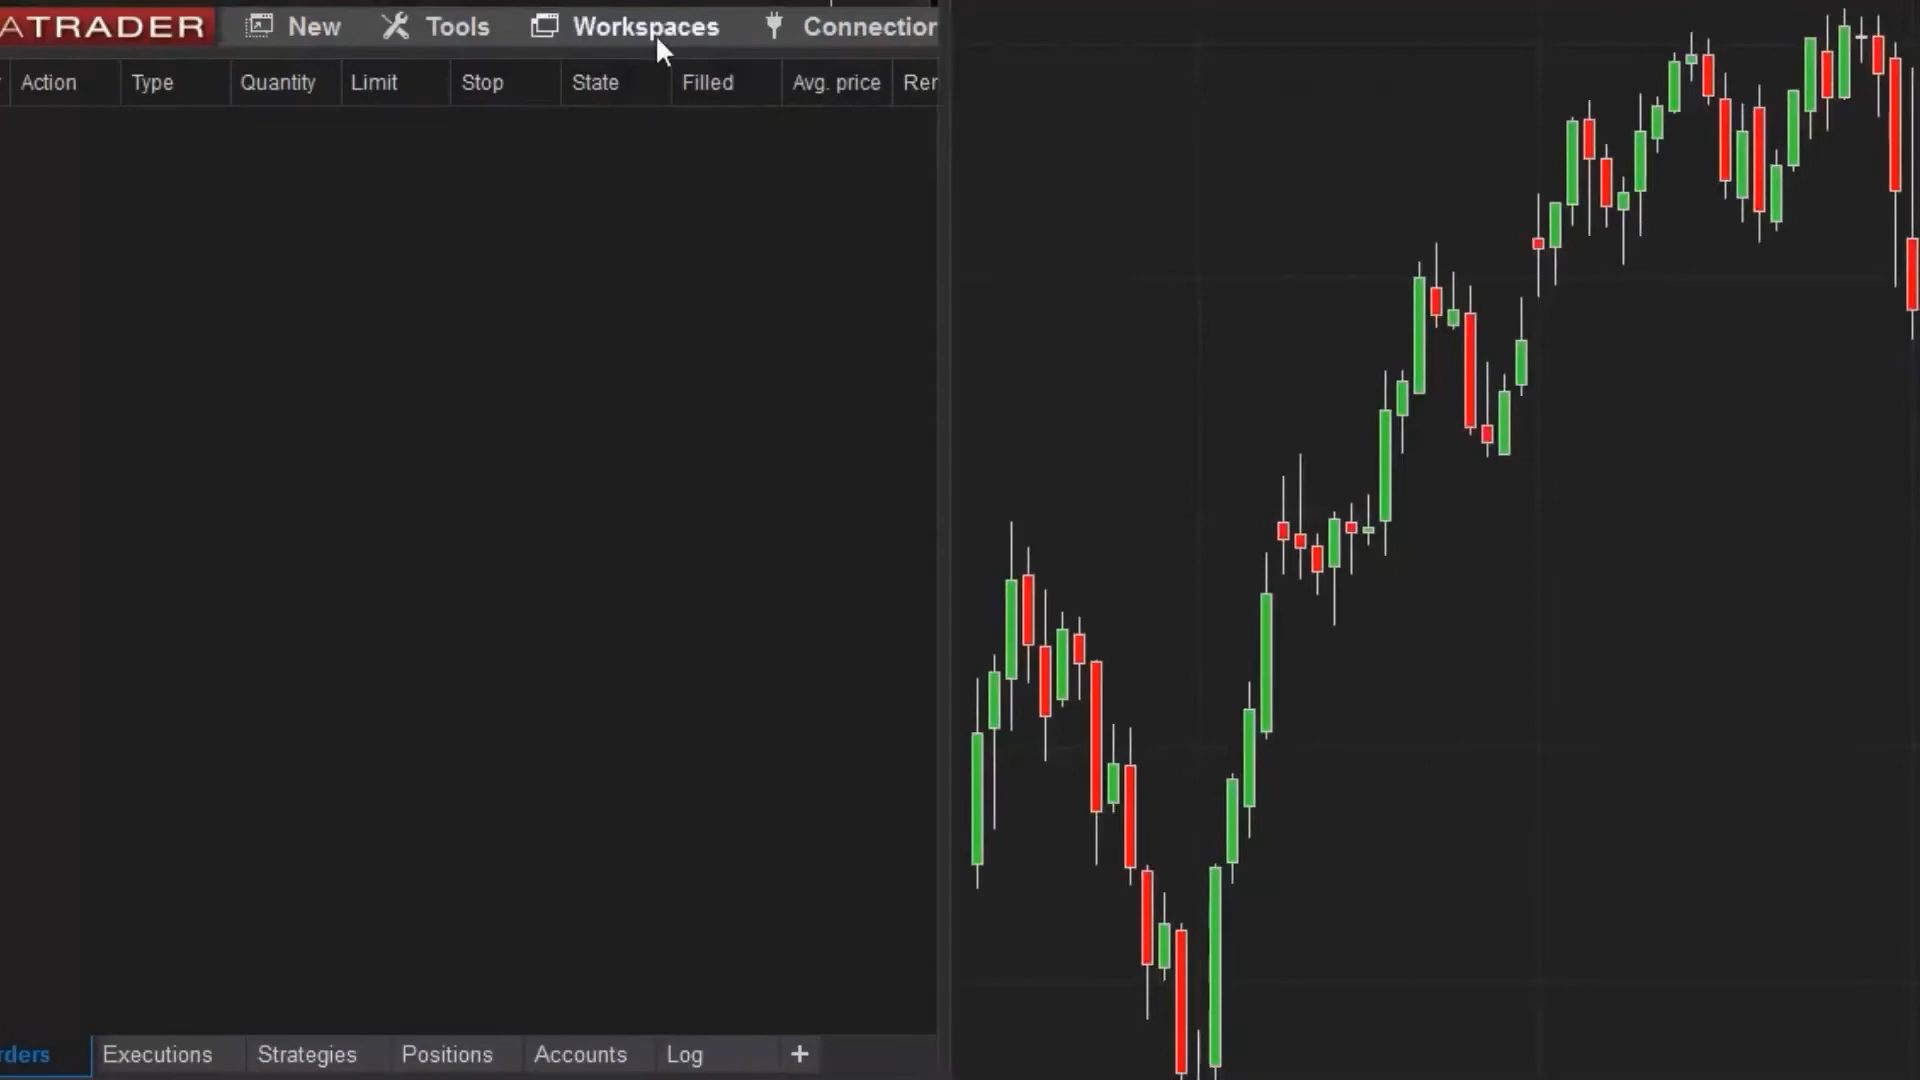 ATRADER New Tools Workspaces Connection
Action Type Quantity Limit Stop State Filled Avg. price Rer
rders Executions Strategies Positions Accounts Log +